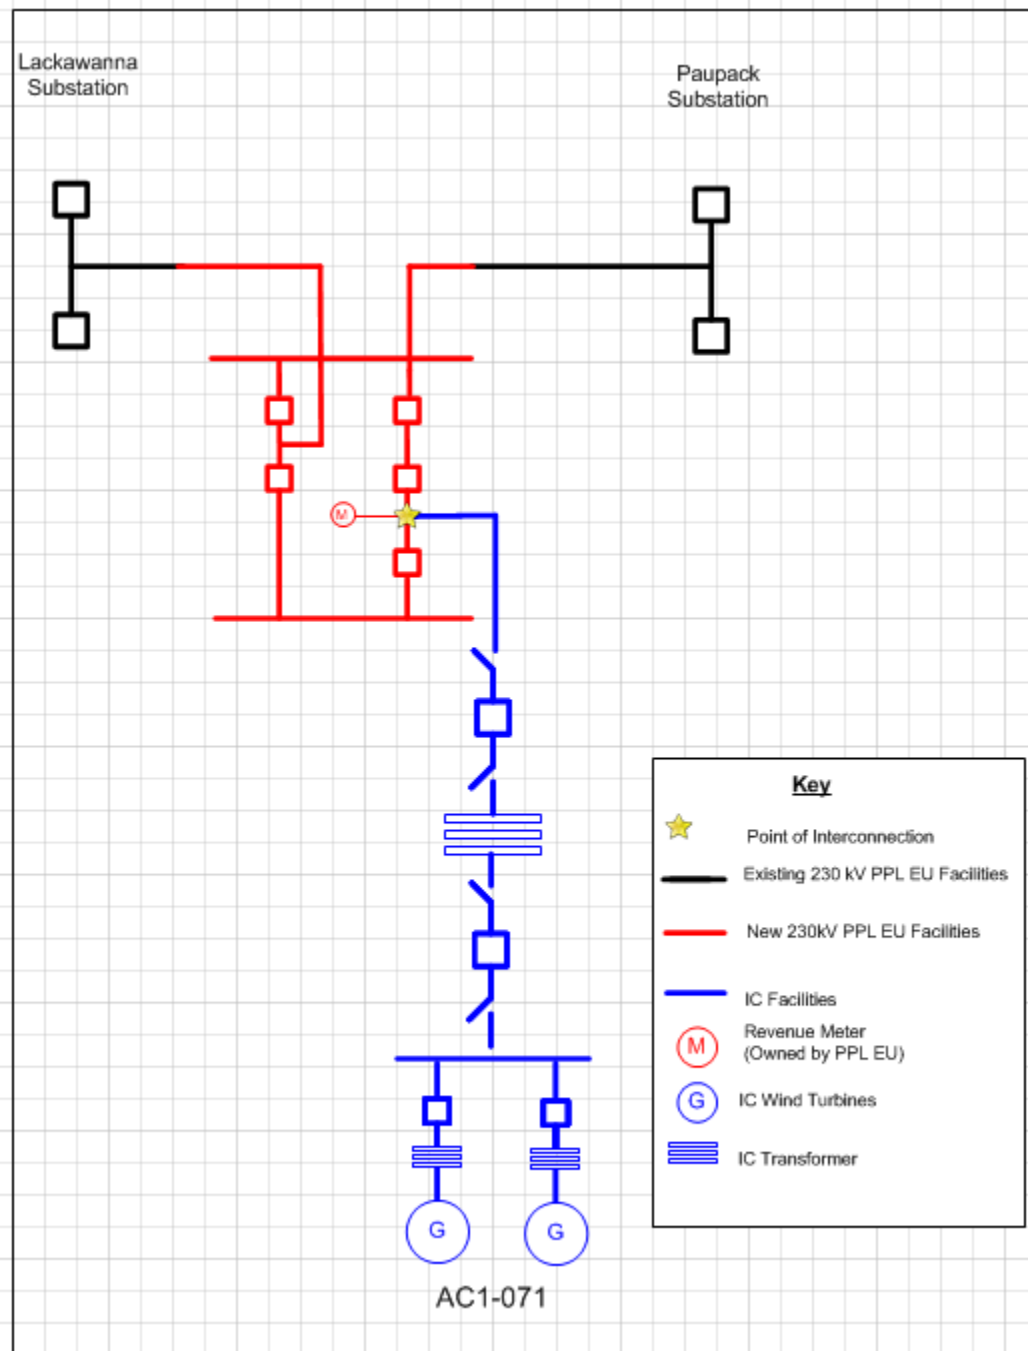 Lackawanna
Substation
Paupack
Substation
M
Key
Point of Interconnection
Existing 230 kV PPL EU Facilities
New 230kV PPL EU Facilities
IC Facilities
Revenue Meter
M
(Owned by PPL EU)
G
IC Wind Turbines
IC Transformer
G
G
AC1-071